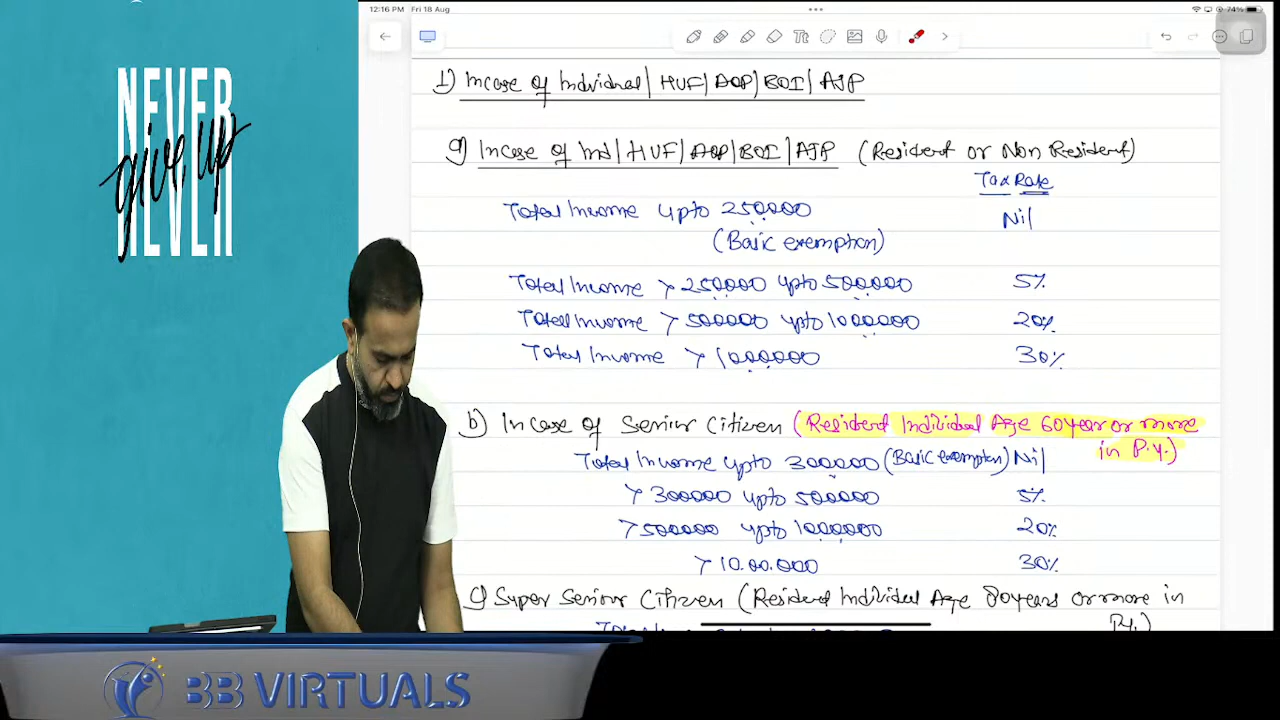 12:16 PM Fri 18 Aug
74%
NEVER
give up
NEVER
1) Incase of Individual/HUF/AOP/BOI/AJP
a) Incase of Ind/HUF/AOP/BOI/AJP (Resident or Non Resident)
Tax Rate
Total Income upto 250000 Nil
(Basic exemption)
Total Income > 250000 upto 500000 5%
Total Income > 500000 upto 1000000 20%
Total Income > 1000000 30%
b) In Case of Senior Citizen (Resident Individual Age 60 year or more
in P.Y.)
Total Income upto 300000 (Basic exemption) Nil
> 300000 upto 500000 5%
> 500000 upto 1000000 20%
> 10,00,000 30%
c) Super Senior Citizen (Resident Individual Age 80 years or more in
P.Y.)
BB VIRTUALS